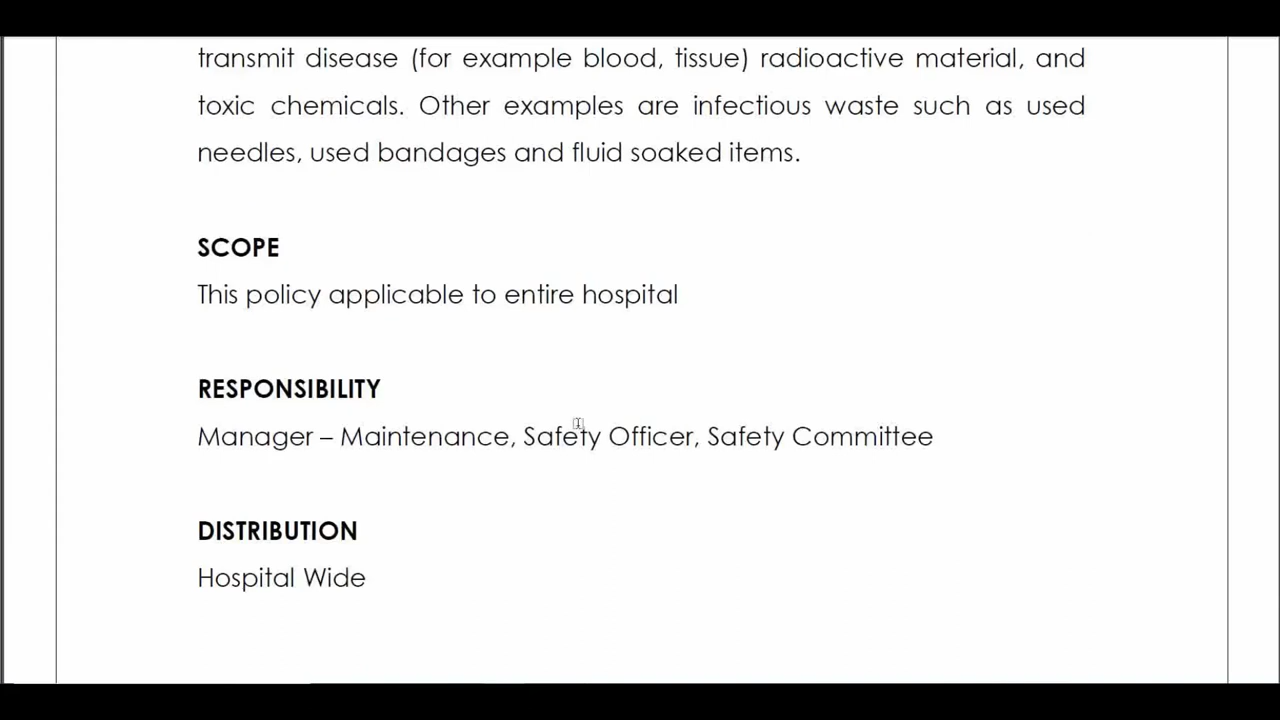 transmit disease (for example blood, tissue) radioactive material, and
toxic chemicals. Other examples are infectious waste such as used
needles, used bandages and fluid soaked items.
SCOPE
This policy applicable to entire hospital
RESPONSIBILITY
Manager – Maintenance, Safety Officer, Safety Committee
DISTRIBUTION
Hospital Wide